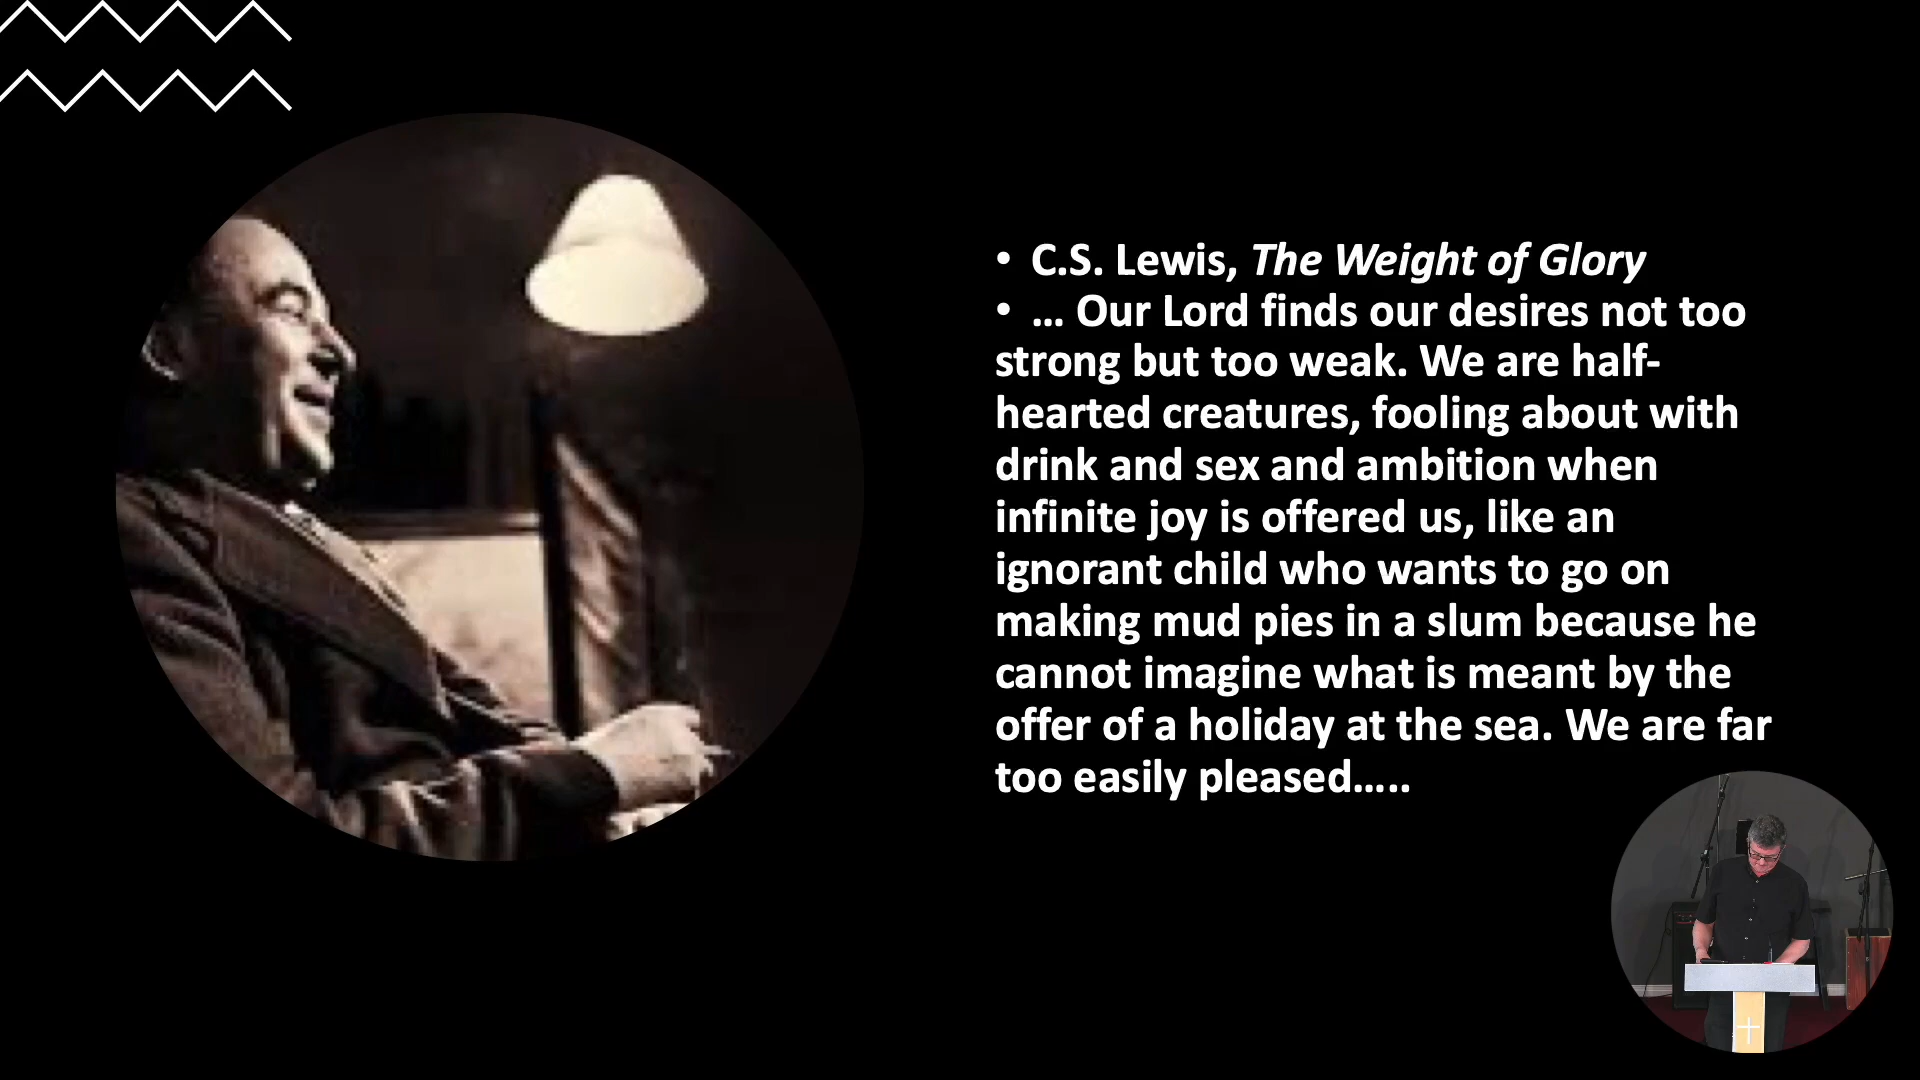 • C.S. Lewis, The Weight of Glory
• … Our Lord finds our desires not too
strong but too weak. We are half-
hearted creatures, fooling about with
drink and sex and ambition when
infinite joy is offered us, like an
ignorant child who wants to go on
making mud pies in a slum because he
cannot imagine what is meant by the
offer of a holiday at the sea. We are far
too easily pleased…..